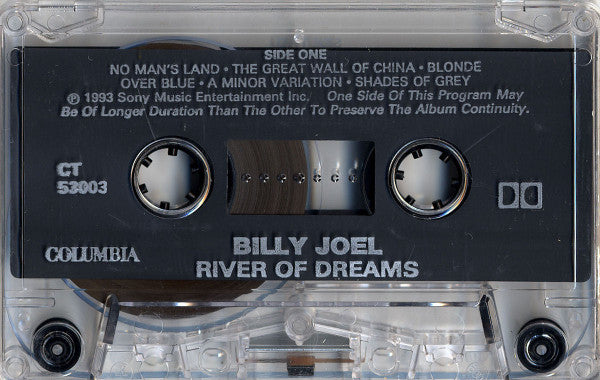 SIDE ONE
NO MAN'S LAND • THE GREAT WALL OF CHINA • BLONDE
OVER BLUE • A MINOR VARIATION • SHADES OF GREY
℗ 1993 Sony Music Entertainment Inc. One Side Of This Program May
Be Of Longer Duration Than The Other To Preserve The Album Continuity.
CT
53003
COLUMBIA
BILLY JOEL
RIVER OF DREAMS